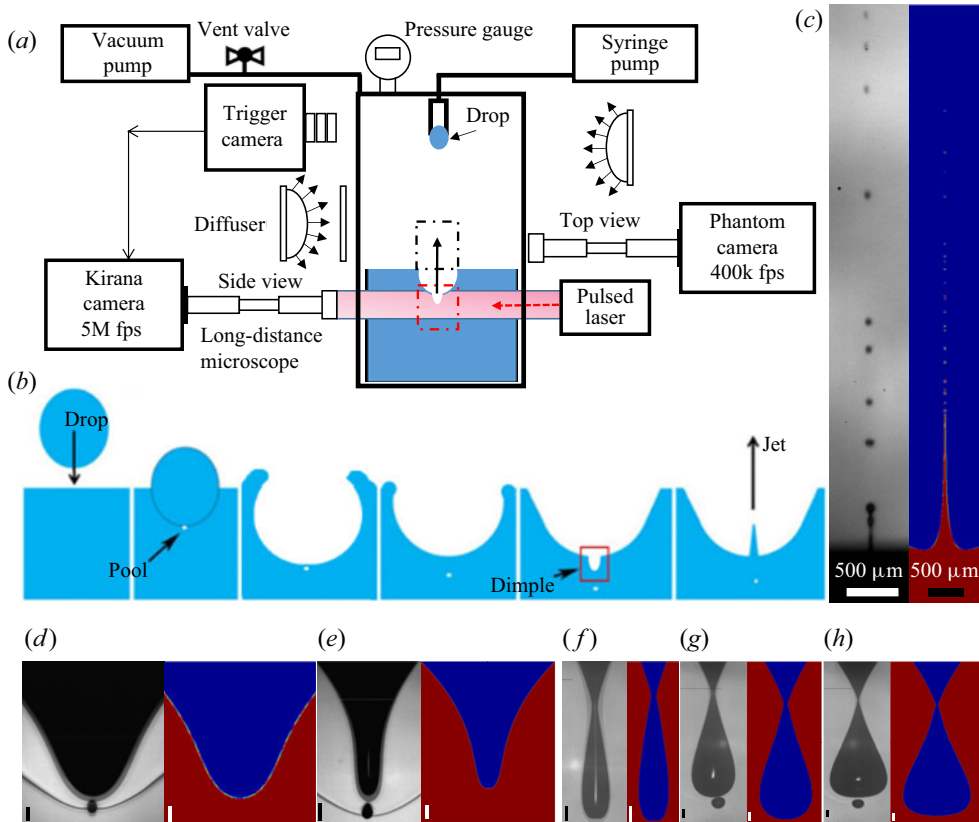 (a)
Vacuum
pump
Vent valve
Pressure gauge
Syringe
pump
(c)
Trigger
camera
Drop
Diffuser
Top view
Phantom
camera
400k fps
Kirana
camera
5M fps
Side view
Long-distance
microscope
Pulsed
laser
(b)
Drop
Pool
Dimple
Jet
500 μm
500 μm
(d)
(e)
(f)
(g)
(h)